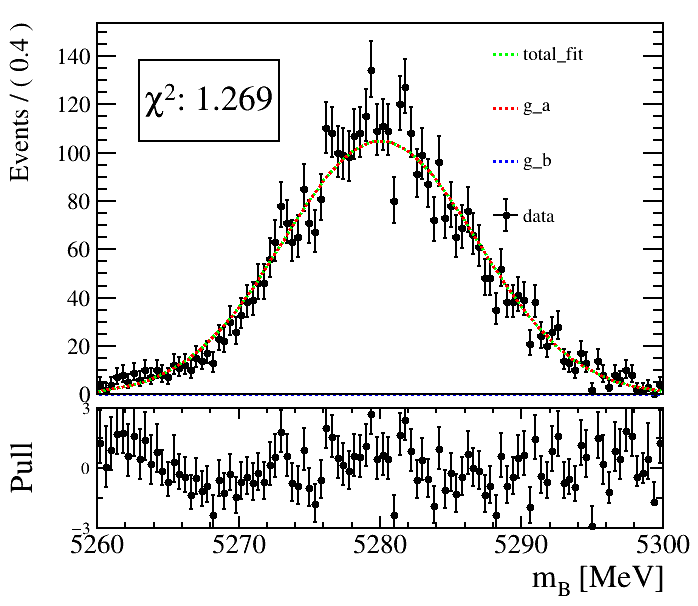 Events / ( 0.4 )
140
120
100
80
60
40
20
0
χ²: 1.269
total_fit
g_a
g_b
data
Pull
3
0
−3
5260 5270 5280 5290 5300
m_B [MeV]